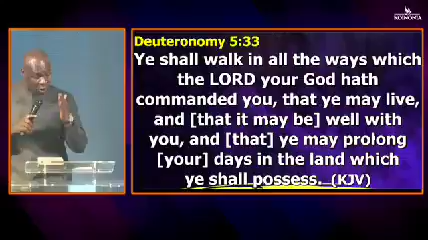 KOINONIA
Deuteronomy 5:33
Ye shall walk in all the ways which
the LORD your God hath
commanded you, that ye may live,
and [that it may be] well with
you, and [that] ye may prolong
[your] days in the land which
ye shall possess. (KJV)